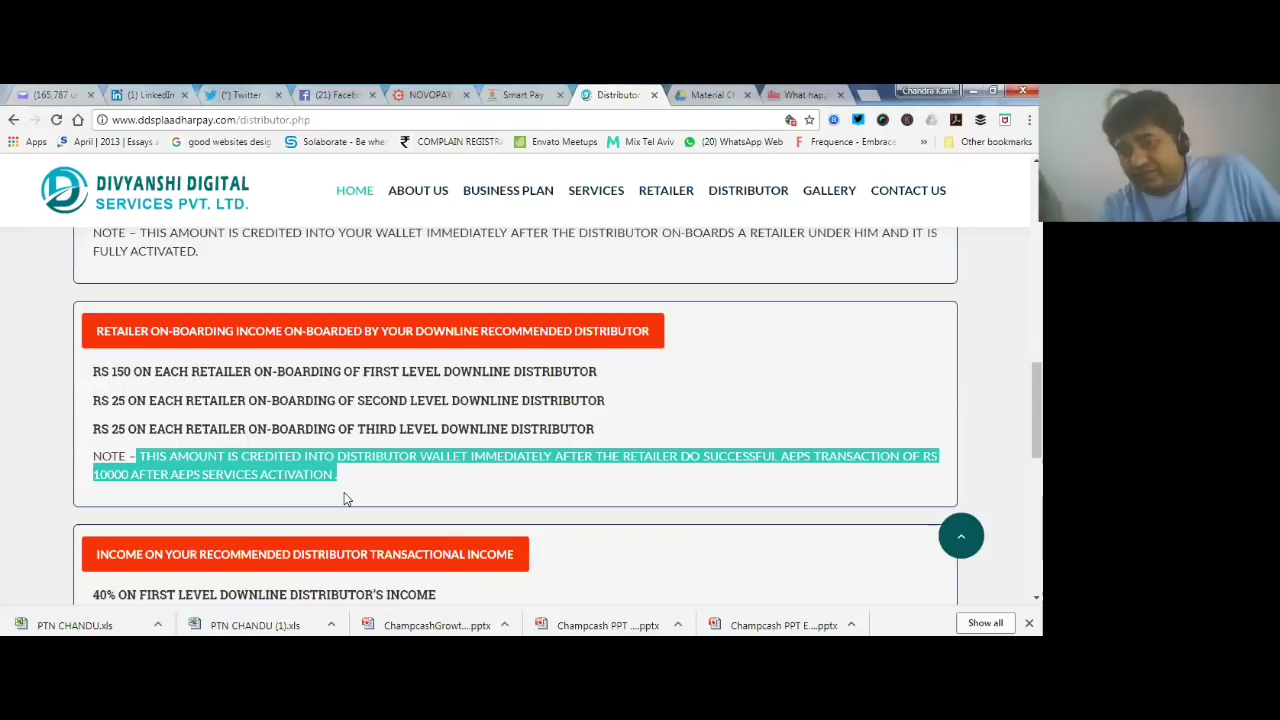 (165,787 u
(1) LinkedIn
(*) Twitter
(21) Faceb
NOVOPAY
Smart Pay
Distributor
Material C
What happ
Chandra Kant
www.ddsplaadharpay.com/distributor.php
Apps
April | 2013 | Essays a
good websites desig
Solaborate - Be whe
COMPLAIN REGISTR
Envato Meetups
Mix Tel Aviv
(20) WhatsApp Web
Frequence - Embrace
»
Other bookmarks
DIVYANSHI DIGITAL
SERVICES PVT. LTD.
HOME
ABOUT US
BUSINESS PLAN
SERVICES
RETAILER
DISTRIBUTOR
GALLERY
CONTACT US
NOTE – THIS AMOUNT IS CREDITED INTO YOUR WALLET IMMEDIATELY AFTER THE DISTRIBUTOR ON-BOARDS A RETAILER UNDER HIM AND IT IS
FULLY ACTIVATED.
RETAILER ON-BOARDING INCOME ON-BOARDED BY YOUR DOWNLINE RECOMMENDED DISTRIBUTOR
RS 150 ON EACH RETAILER ON-BOARDING OF FIRST LEVEL DOWNLINE DISTRIBUTOR
RS 25 ON EACH RETAILER ON-BOARDING OF SECOND LEVEL DOWNLINE DISTRIBUTOR
RS 25 ON EACH RETAILER ON-BOARDING OF THIRD LEVEL DOWNLINE DISTRIBUTOR
NOTE – THIS AMOUNT IS CREDITED INTO DISTRIBUTOR WALLET IMMEDIATELY AFTER THE RETAILER DO SUCCESSFUL AEPS TRANSACTION OF RS
10000 AFTER AEPS SERVICES ACTIVATION .
INCOME ON YOUR RECOMMENDED DISTRIBUTOR TRANSACTIONAL INCOME
40% ON FIRST LEVEL DOWNLINE DISTRIBUTOR'S INCOME
PTN CHANDU.xls
PTN CHANDU (1).xls
ChampcashGrowt....pptx
Champcash PPT ....pptx
Champcash PPT E....pptx
Show all